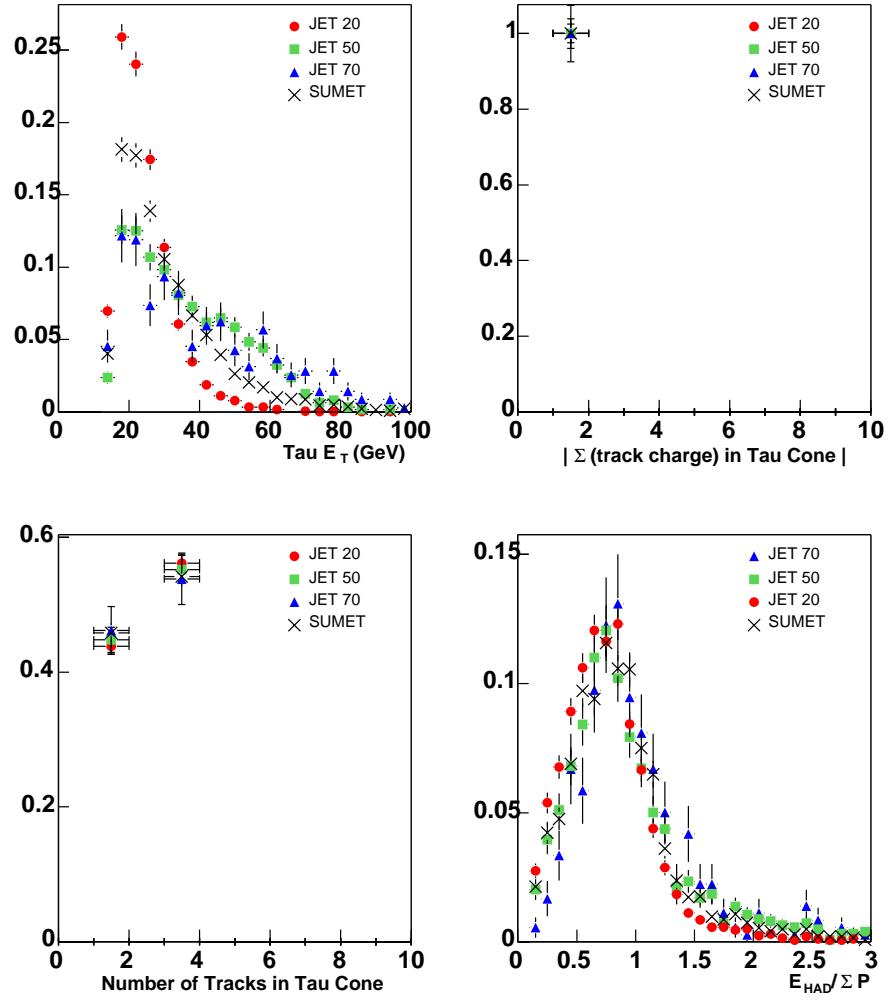 0.25
0.2
0.15
0.1
0.05
0
20
40
60
80
100
Tau E_T (GeV)
JET 20
JET 50
JET 70
SUMET
1
0.8
0.6
0.4
0.2
0
0
2
4
6
8
10
| Σ (track charge) in Tau Cone |
JET 20
JET 50
JET 70
SUMET
0.6
0.4
0.2
0
0
2
4
6
8
10
Number of Tracks in Tau Cone
JET 20
JET 50
JET 70
SUMET
0.15
0.1
0.05
0
0
0.5
1
1.5
2
2.5
3
E_HAD / Σ P
JET 70
JET 50
JET 20
SUMET